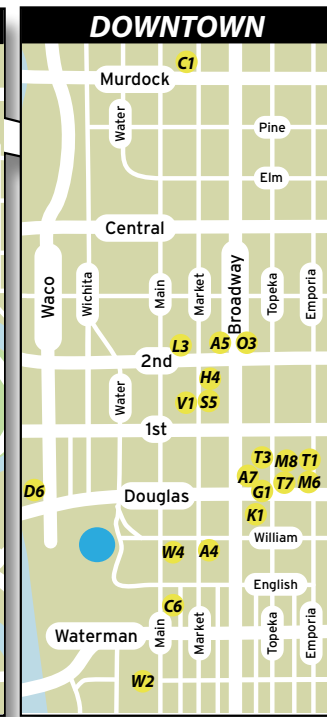 DOWNTOWN
C1
Murdock
Water
Pine
Elm
Central
Waco
Wichita
Main
Market
Broadway
Topeka
Emporia
L3
A5
O3
2nd
H4
Water
V1
S5
1st
T3
M8
T1
A7
D6
G1
T7
M6
Douglas
K1
William
W4
A4
English
C6
Waterman
Main
Market
Topeka
Emporia
W2